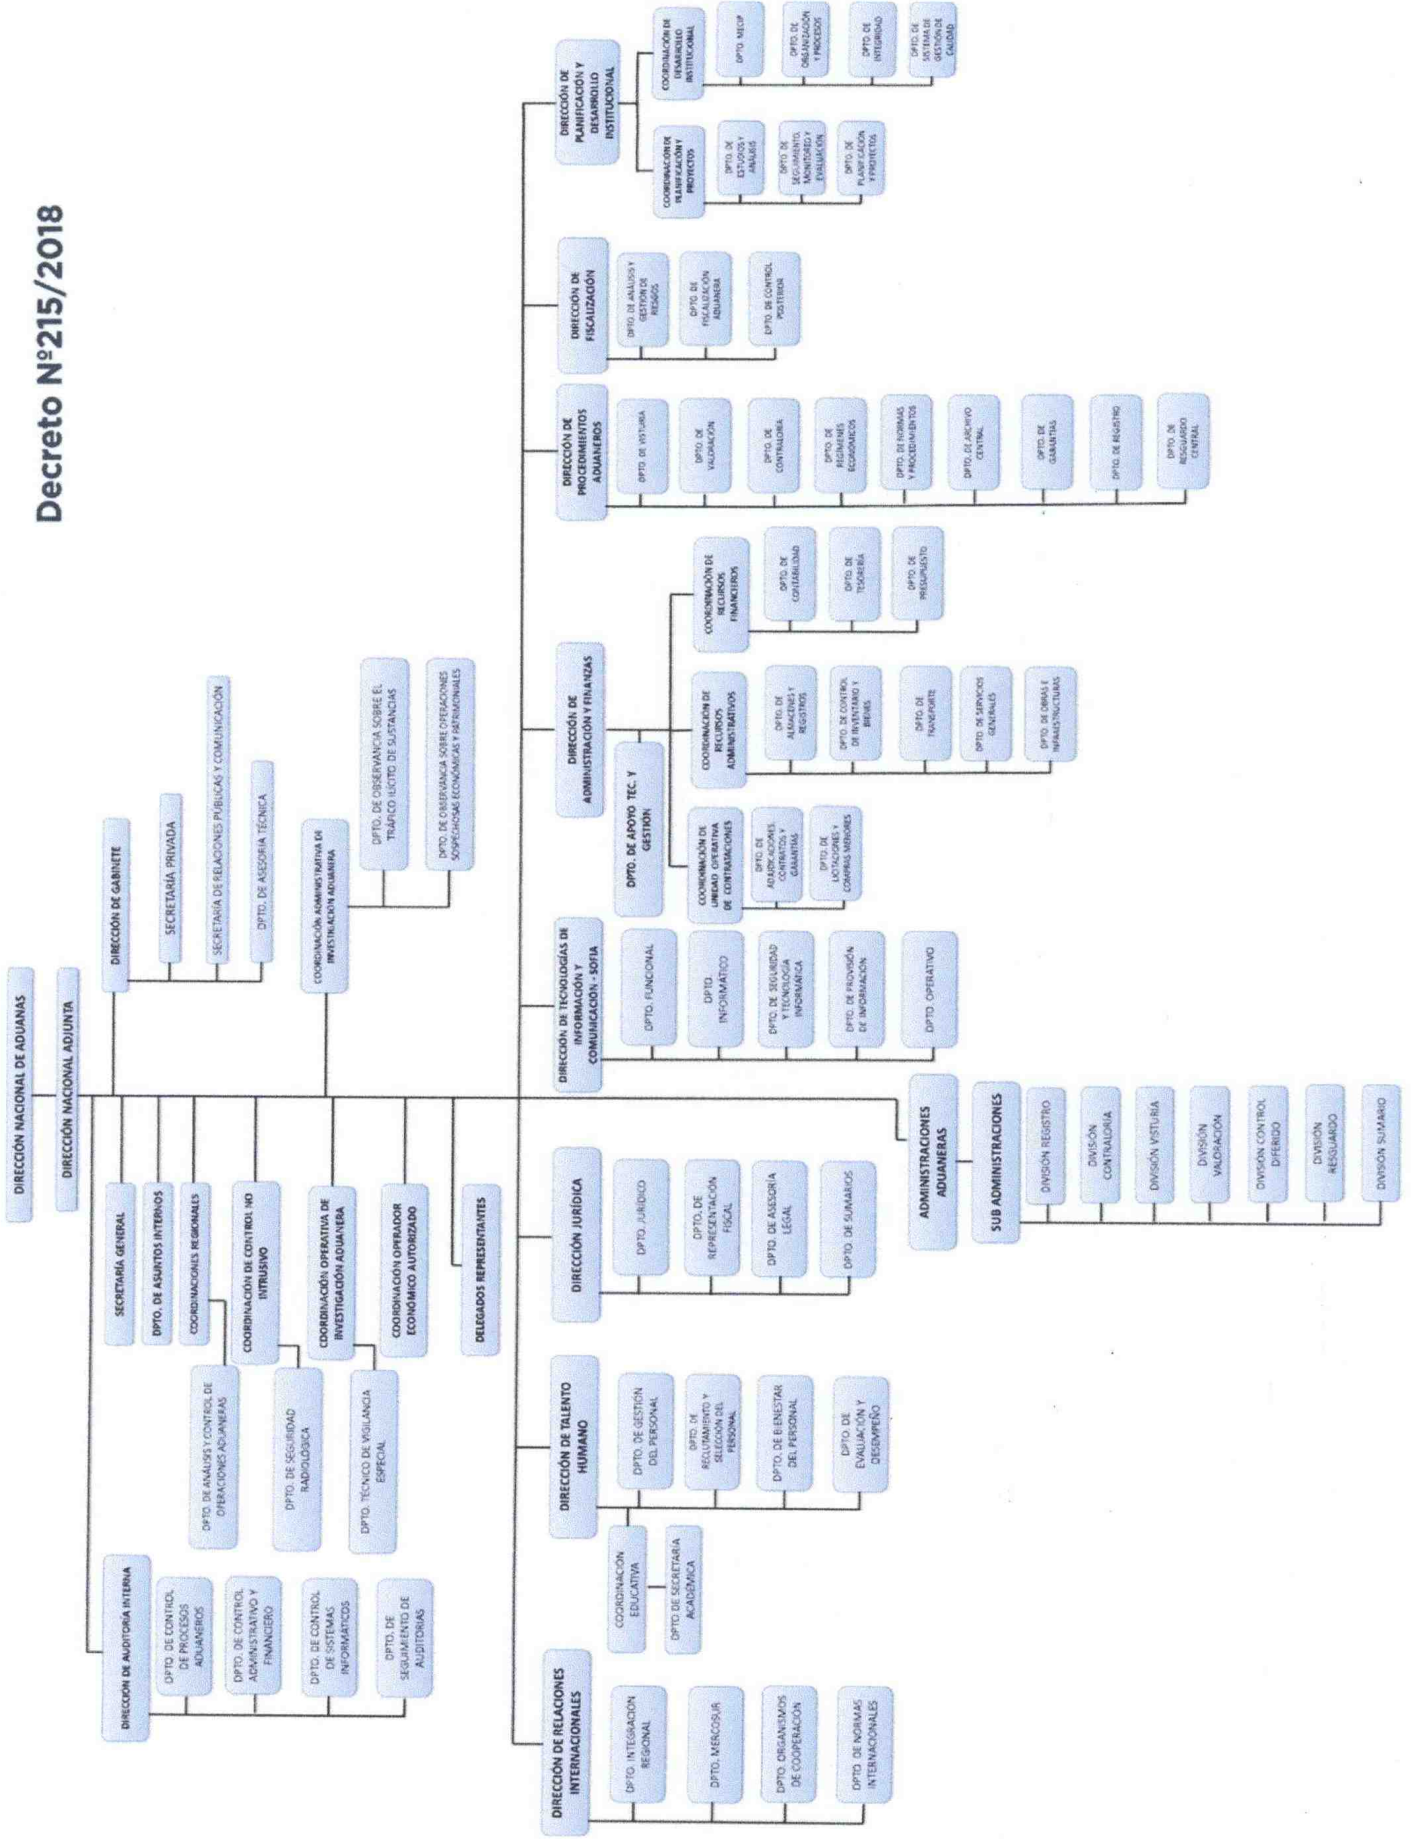 Decreto Nº215/2018
DIRECCIÓN NACIONAL DE ADUANAS
DIRECCIÓN NACIONAL ADJUNTA
DIRECCIÓN DE AUDITORÍA INTERNA
DPTO. DE CONTROL
DE PROCESOS
ADUANEROS
DPTO. DE CONTROL
ADMINISTRATIVO Y
FINANCIERO
DPTO. DE CONTROL
DE SISTEMAS
INFORMÁTICOS
DPTO. DE
SEGUIMIENTO DE
AUDITORIAS
SECRETARÍA GENERAL
DPTO. DE ASUNTOS INTERNOS
COORDINACIONES REGIONALES
DPTO. DE ANÁLISIS Y CONTROL DE
OPERACIONES ADUANERAS
COORDINACIÓN DE CONTROL NO
INTRUSIVO
DPTO. DE SEGURIDAD
RADIOLÓGICA
COORDINACIÓN OPERATIVA DE
INVESTIGACIÓN ADUANERA
DPTO. TÉCNICO DE VIGILANCIA
ESPECIAL
COORDINACIÓN OPERADOR
ECONÓMICO AUTORIZADO
DELEGADOS REPRESENTANTES
DIRECCIÓN DE GABINETE
SECRETARÍA PRIVADA
SECRETARÍA DE RELACIONES PÚBLICAS Y COMUNICACIÓN
DPTO. DE ASESORIA TÉCNICA
COORDINACIÓN ADMINISTRATIVA DE
INVESTIGACIÓN ADUANERA
DPTO. DE OBSERVANCIA SOBRE EL
TRÁFICO ILÍCITO DE SUSTANCIAS
DPTO. DE OBSERVANCIA SOBRE OPERACIONES
SOSPECHOSAS ECONÓMICAS Y PATRIMONIALES
DIRECCIÓN DE RELACIONES
INTERNACIONALES
DPTO. INTEGRACIÓN
REGIONAL
DPTO. MERCOSUR
DPTO. ORGANISMOS
DE COOPERACIÓN
DPTO. DE NORMAS
INTERNACIONALES
DIRECCIÓN DE TALENTO
HUMANO
COORDINACIÓN
EDUCATIVA
DPTO DE SECRETARÍA
ACADEMICA
DPTO. DE GESTIÓN
DEL PERSONAL
DPTO. DE
RECLUTAMIENTO Y
SELECCIÓN DEL
PERSONAL
DPTO. DE BIENESTAR
DEL PERSONAL
DPTO. DE
EVALUACIÓN Y
DESEMPEÑO
DIRECCIÓN JURÍDICA
DPTO. JURÍDICO
DPTO. DE
REPRESENTACIÓN
FISCAL
DPTO. DE ASESORÍA
LEGAL
DPTO. DE SUMARIOS
ADMINISTRACIONES
ADUANERAS
SUB ADMINISTRACIONES
DIVISIÓN REGISTRO
DIVISIÓN
CONTRALORÍA
DIVISIÓN VISTURIA
DIVISIÓN
VALORACIÓN
DIVISIÓN CONTROL
DIFERIDO
DIVISIÓN
RESGUARDO
DIVISION SUMARIO
DIRECCIÓN DE TECNOLOGÍAS DE
INFORMACIÓN Y
COMUNICACIÓN - SOFIA
DPTO. FUNCIONAL
DPTO.
INFORMÁTICO
DPTO. DE SEGURIDAD
Y TECNOLOGÍA
INFORMÁTICA
DPTO. DE PROVISIÓN
DE INFORMACIÓN
DPTO. OPERATIVO
DIRECCIÓN DE
ADMINISTRACIÓN Y FINANZAS
DPTO. DE APOYO TEC. Y
GESTIÓN
COORDINACIÓN DE
UNIDAD OPERATIVA
DE CONTRATACIONES
DPTO. DE
ADJUDICACIONES,
CONTRATOS Y
GARANTÍAS
DPTO. DE
LICITACIONES Y
COMPRAS MENORES
COORDINACIÓN DE
RECURSOS
ADMINISTRATIVOS
DPTO. DE
ALMACENES Y
REGISTROS
DPTO. DE CONTROL
DE INVENTARIO Y
BIENES
DPTO. DE
TRANSPORTE
DPTO. DE SERVICIOS
GENERALES
DPTO. DE OBRAS E
INFRAESTRUCTURAS
COORDINACIÓN DE
RECURSOS
FINANCIEROS
DPTO. DE
CONTABILIDAD
DPTO. DE
TESORERÍA
DPTO. DE
PRESUPUESTO
DIRECCIÓN DE
PROCEDIMIENTOS
ADUANEROS
DPTO. DE VISTURIA
DPTO. DE
VALORACIÓN
DPTO. DE
CONTRALORÍA
DPTO. DE
REGÍMENES
ECONÓMICOS
DPTO. DE NORMAS
Y PROCEDIMIENTOS
DPTO. DE ARCHIVO
CENTRAL
DPTO. DE
GARANTÍAS
DPTO. DE REGISTRO
DPTO. DE
RESGUARDO
CENTRAL
DIRECCIÓN DE
FISCALIZACIÓN
DPTO. DE ANÁLISIS Y
GESTIÓN DE
RIESGOS
DPTO. DE
FISCALIZACIÓN
ADUANERA
DPTO. DE CONTROL
POSTERIOR
DIRECCIÓN DE
PLANIFICACIÓN Y
DESARROLLO
INSTITUCIONAL
COORDINACIÓN DE
PLANIFICACIÓN Y
PROYECTOS
DPTO. DE
ESTUDIOS Y
ANÁLISIS
DPTO. DE
SEGUIMIENTO,
MONITOREO Y
EVALUACIÓN
DPTO. DE
PLANIFICACIÓN
Y PROYECTOS
COORDINACIÓN DE
DESARROLLO
INSTITUCIONAL
DPTO. MECIP
DPTO. DE
ORGANIZACIÓN
Y PROCESOS
DPTO. DE
INTEGRIDAD
DPTO. DE
SISTEMA DE
GESTIÓN DE
CALIDAD